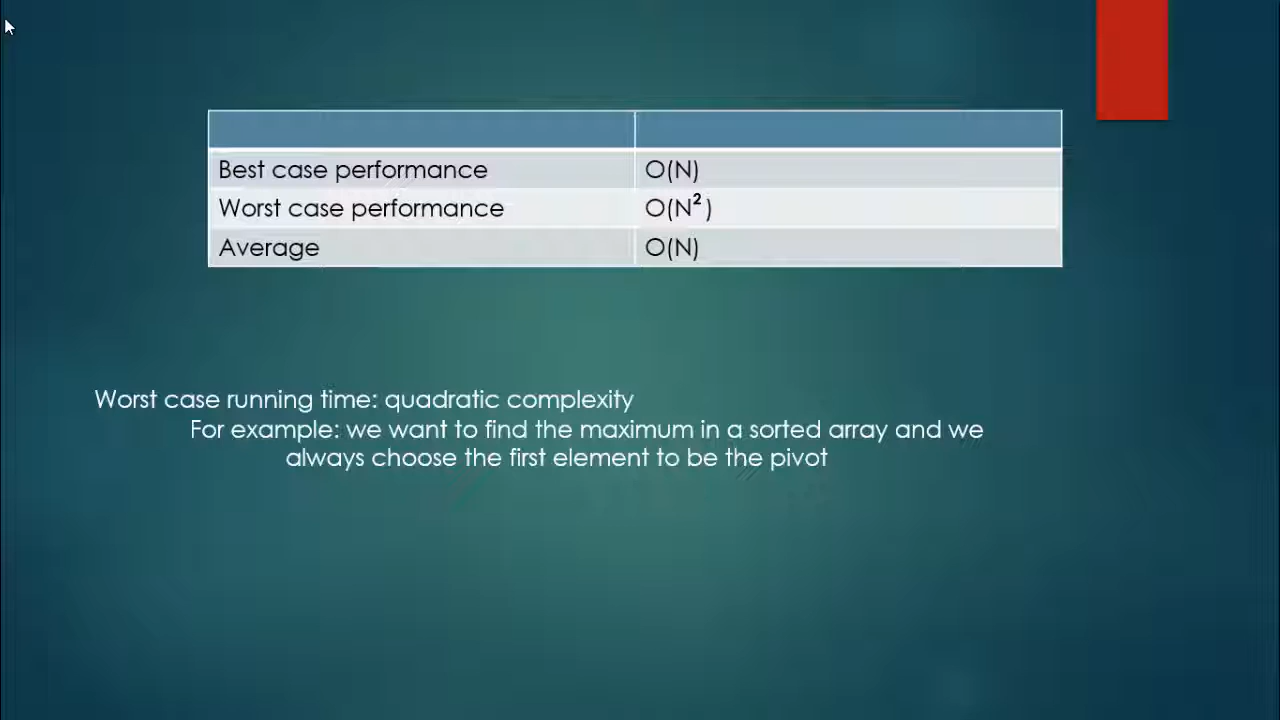 Best case performance O(N)
Worst case performance O(N²)
Average O(N)
Worst case running time: quadratic complexity
For example: we want to find the maximum in a sorted array and we
always choose the first element to be the pivot